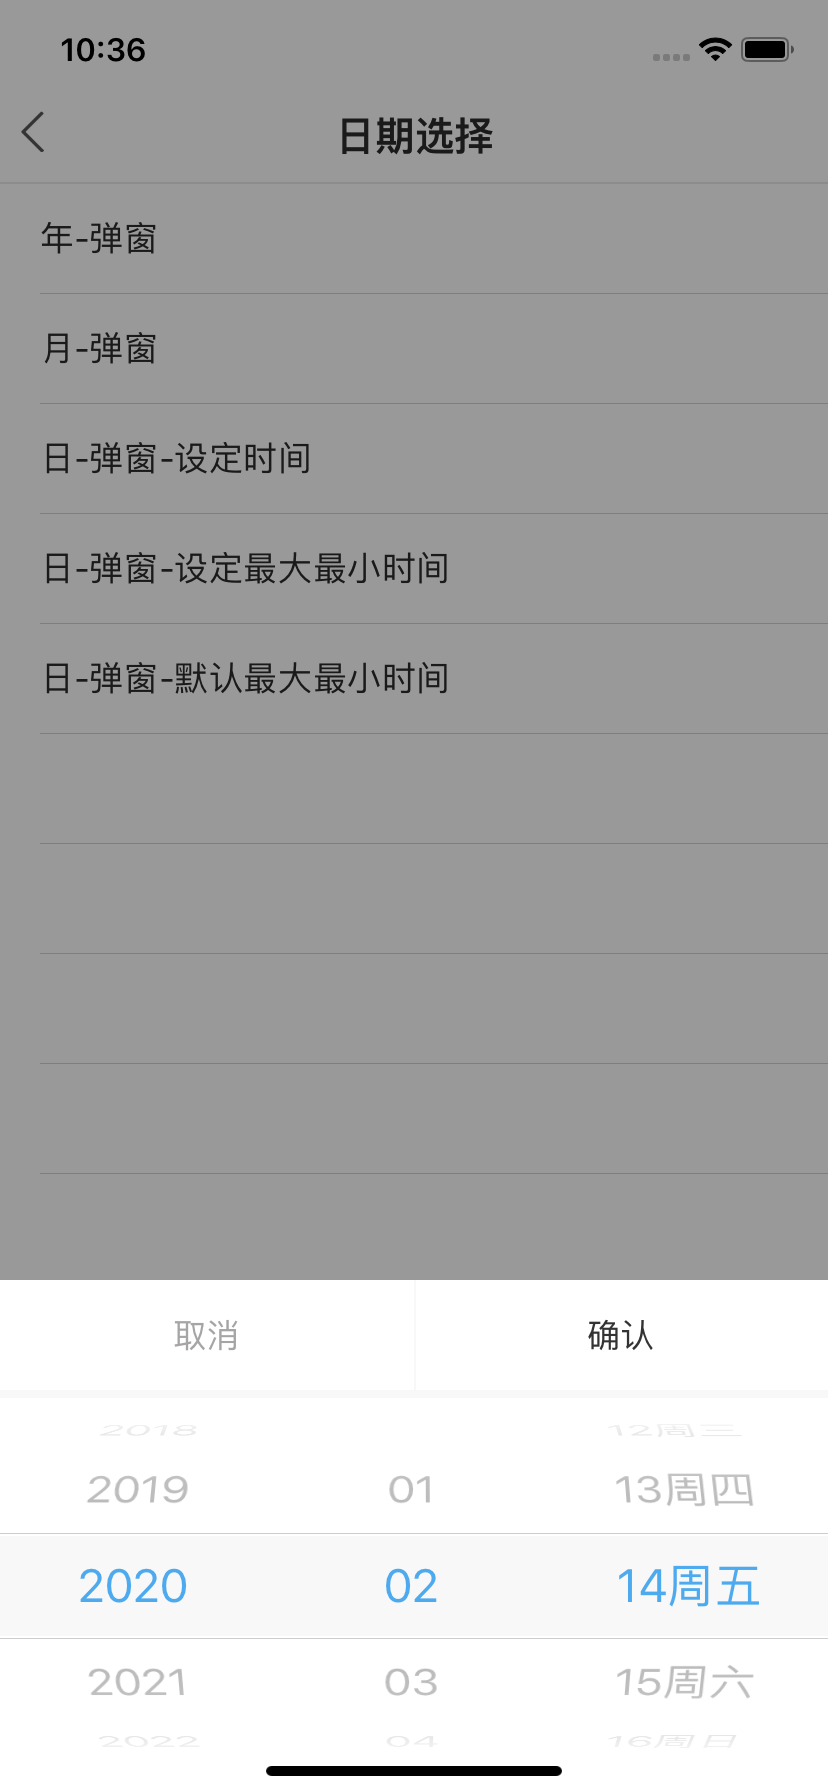 10:36
日期选择
年-弹窗
月-弹窗
日-弹窗-设定时间
日-弹窗-设定最大最小时间
日-弹窗-默认最大最小时间
取消 确认
2018 12周三
2019 01 13周四
2020 02 14周五
2021 03 15周六
2022 04 16周日